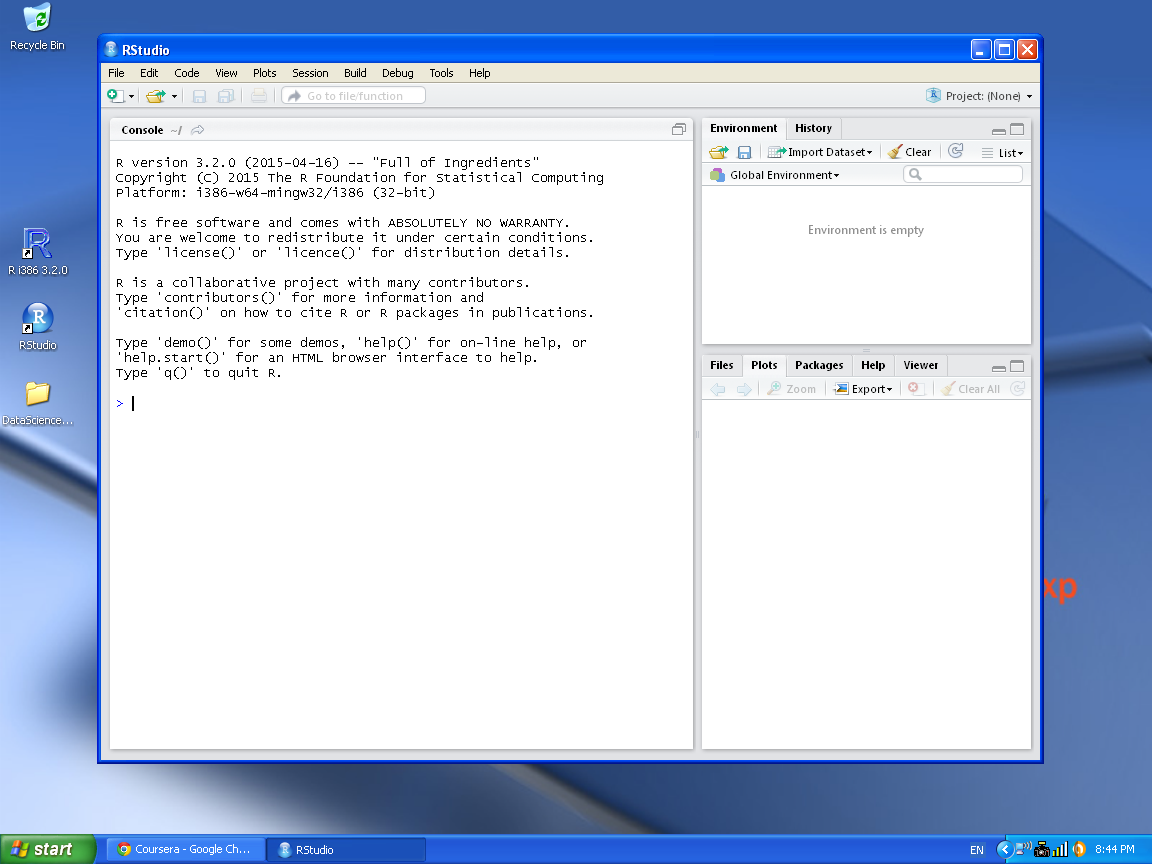 Recycle Bin
R i386 3.2.0
RStudio
DataScience...
RStudio
File Edit Code View Plots Session Build Debug Tools Help
Go to file/function
Project: (None)
Console ~/
R version 3.2.0 (2015-04-16) -- "Full of Ingredients"
Copyright (C) 2015 The R Foundation for Statistical Computing
Platform: i386-w64-mingw32/i386 (32-bit)
R is free software and comes with ABSOLUTELY NO WARRANTY.
You are welcome to redistribute it under certain conditions.
Type 'license()' or 'licence()' for distribution details.
R is a collaborative project with many contributors.
Type 'contributors()' for more information and
'citation()' on how to cite R or R packages in publications.
Type 'demo()' for some demos, 'help()' for on-line help, or
'help.start()' for an HTML browser interface to help.
Type 'q()' to quit R.
>
Environment History
Import Dataset Clear List
Global Environment
Environment is empty
Files Plots Packages Help Viewer
Zoom Export Clear All
xp
start Coursera - Google Ch... RStudio EN 8:44 PM